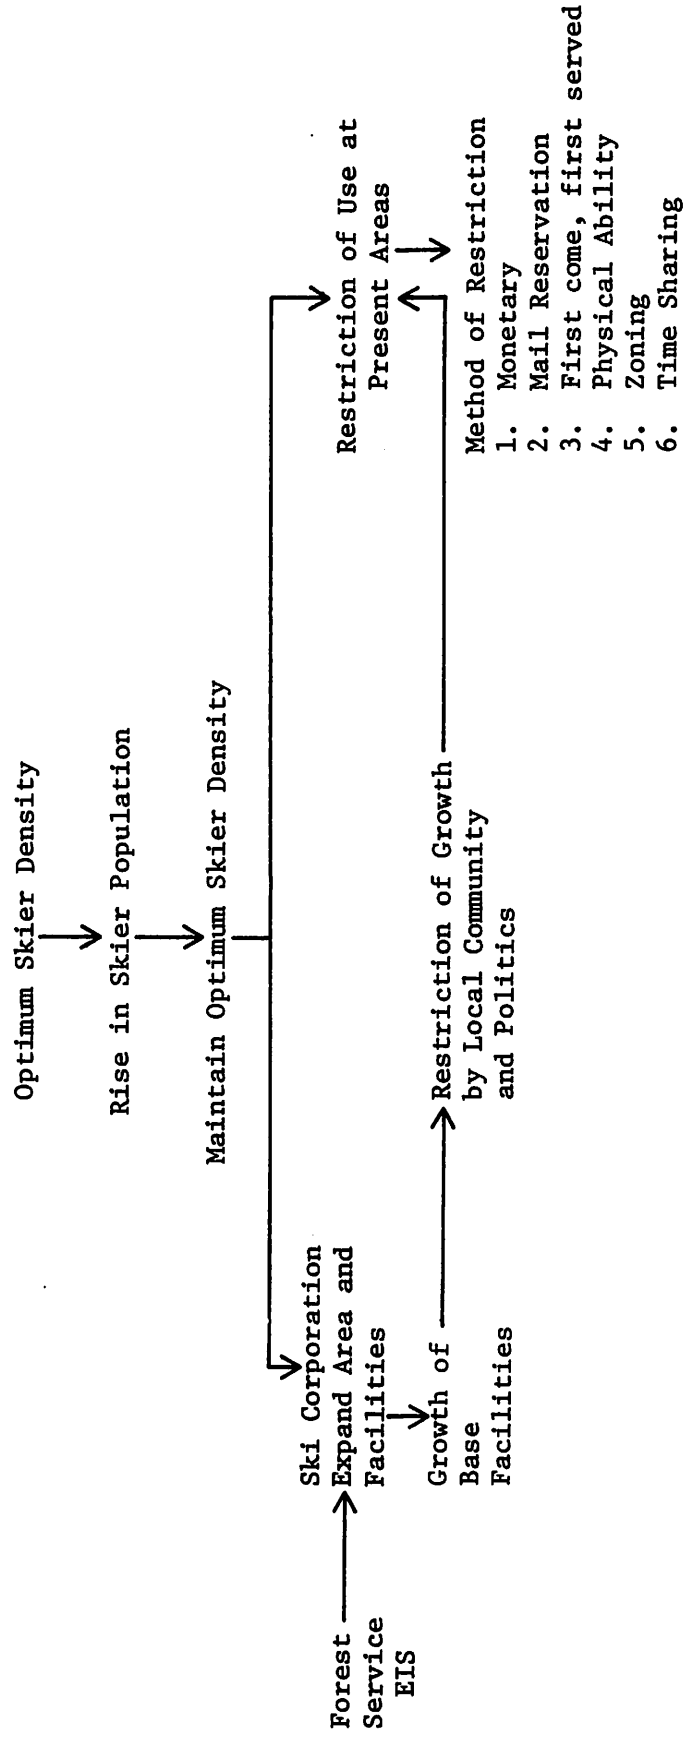 Optimum Skier Density
Rise in Skier Population
Maintain Optimum Skier Density
Forest
Service
EIS
Ski Corporation
Expand Area and
Facilities
Growth of
Base
Facilities
Restriction of Growth
by Local Community
and Politics
Restriction of Use at
Present Areas
Method of Restriction
1. Monetary
2. Mail Reservation
3. First come, first served
4. Physical Ability
5. Zoning
6. Time Sharing